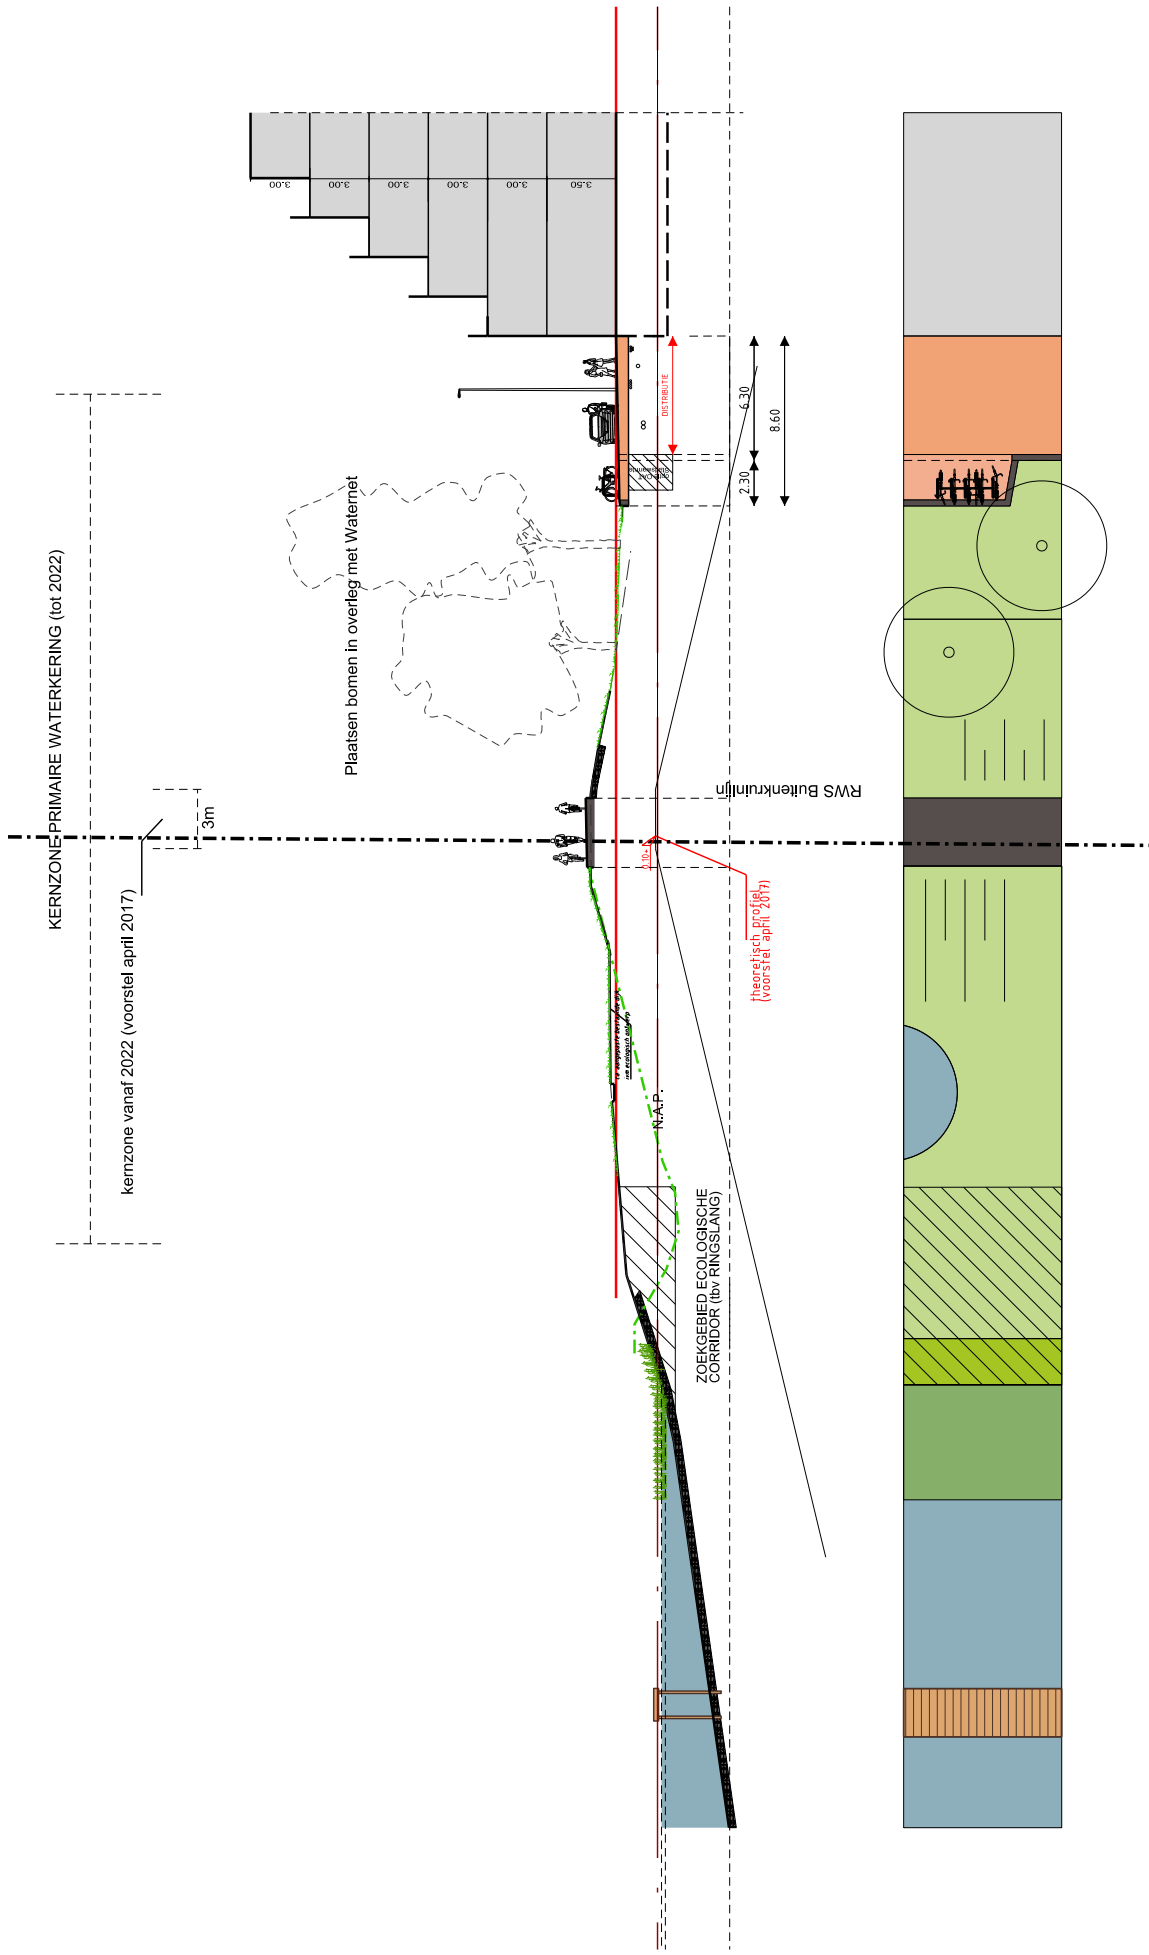 KERNZONE PRIMAIRE WATERKERING (tot 2022)
kernzone vanaf 2022 (voorstel april 2017)
3m
Plaatsen bomen in overleg met Waternet
3.00
3.00
3.00
3.00
3.00
3.50
DISTRIBUTIE
6.30
2.30
8.60
RWS Buitenkruinlijn
0.10+
theoretisch profiel
(voorstel april 2017)
N.A.P.
ZOEKGEBIED ECOLOGISCHE
CORRIDOR (tbv RINGSLANG)